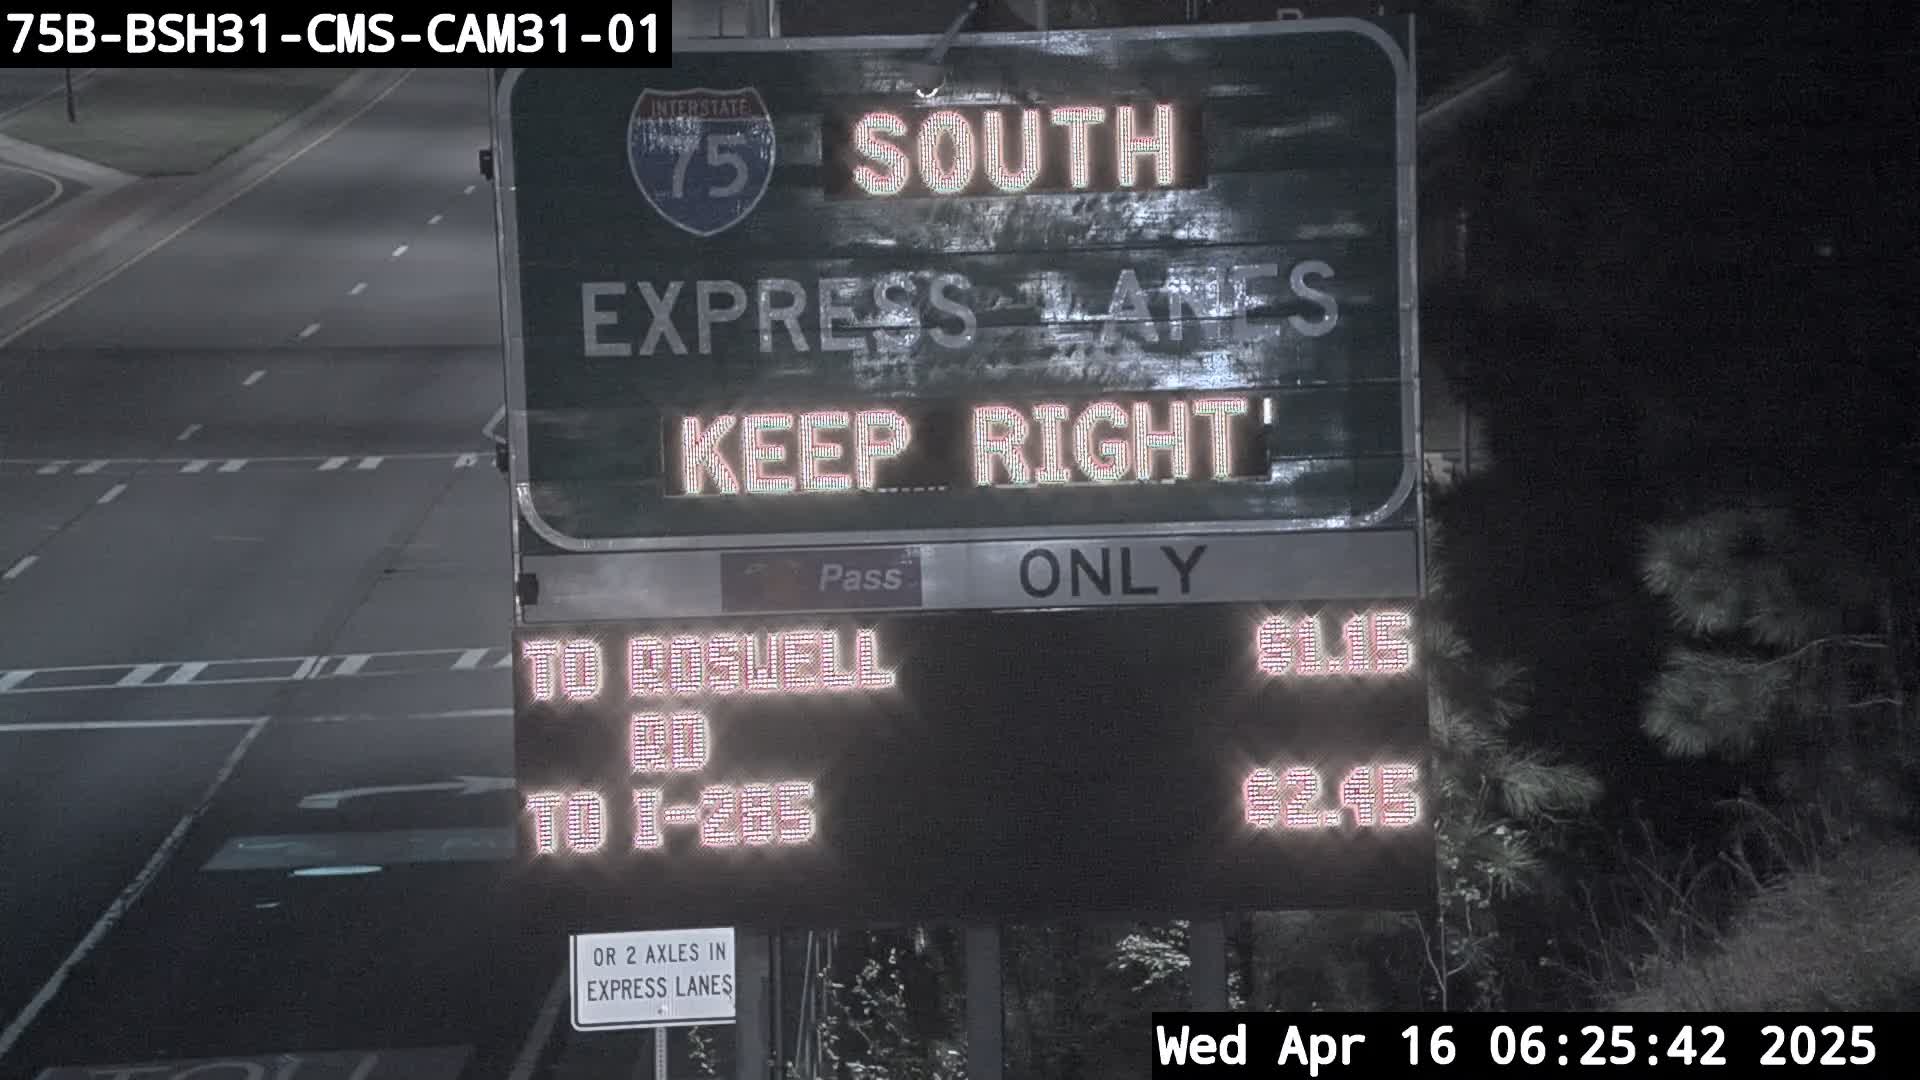 75B-BSH31-CMS-CAM31-01
INTERSTATE
75
SOUTH
EXPRESS LANES
KEEP RIGHT
Pass ONLY
TO ROSWELL $1.15
RD
TO I-285 $2.45
OR 2 AXLES IN
EXPRESS LANES
Wed Apr 16 06:25:42 2025